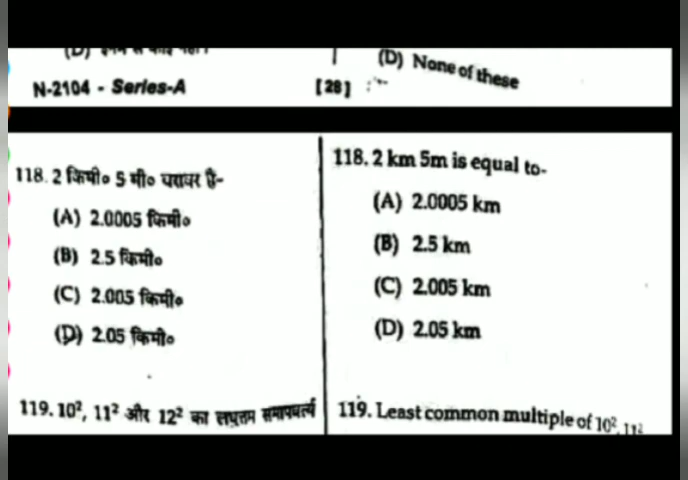 (D) None of these
N-2104 - Series-A
[28]
118. 2 किमी० 5 मी० बराबर है-
(A) 2.0005 किमी०
(B) 2.5 किमी०
(C) 2.005 किमी०
(D) 2.05 किमी०
119. 10², 11² और 12² का लघुत्तम समापवर्त्य
118. 2 km 5m is equal to-
(A) 2.0005 km
(B) 2.5 km
(C) 2.005 km
(D) 2.05 km
119. Least common multiple of 10², 11²